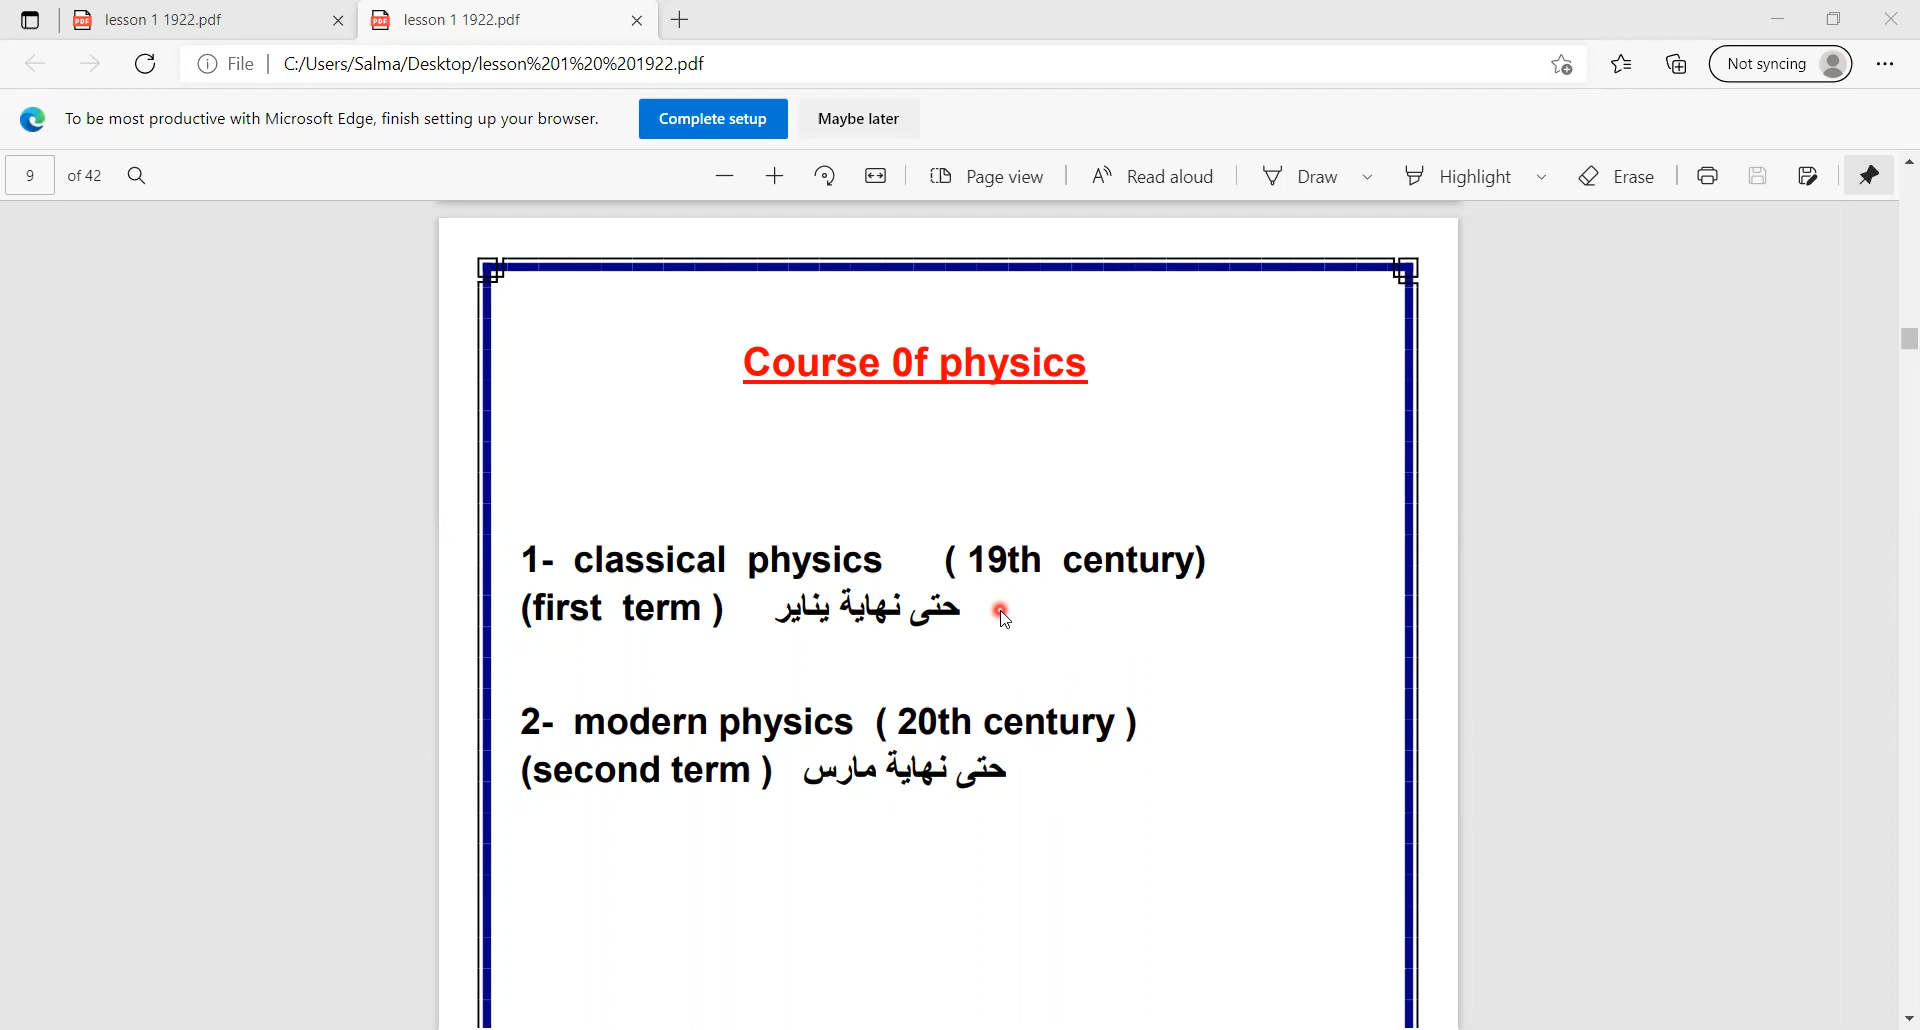 lesson 1 1922.pdf
lesson 1 1922.pdf
File
C:/Users/Salma/Desktop/lesson%201%20%201922.pdf
Not syncing
To be most productive with Microsoft Edge, finish setting up your browser.
Complete setup
Maybe later
9 of 42
Page view
Read aloud
Draw
Highlight
Erase
Course 0f physics
1- classical physics ( 19th century)
(first term ) حتى نهاية يناير
2- modern physics ( 20th century )
(second term ) حتى نهاية مارس